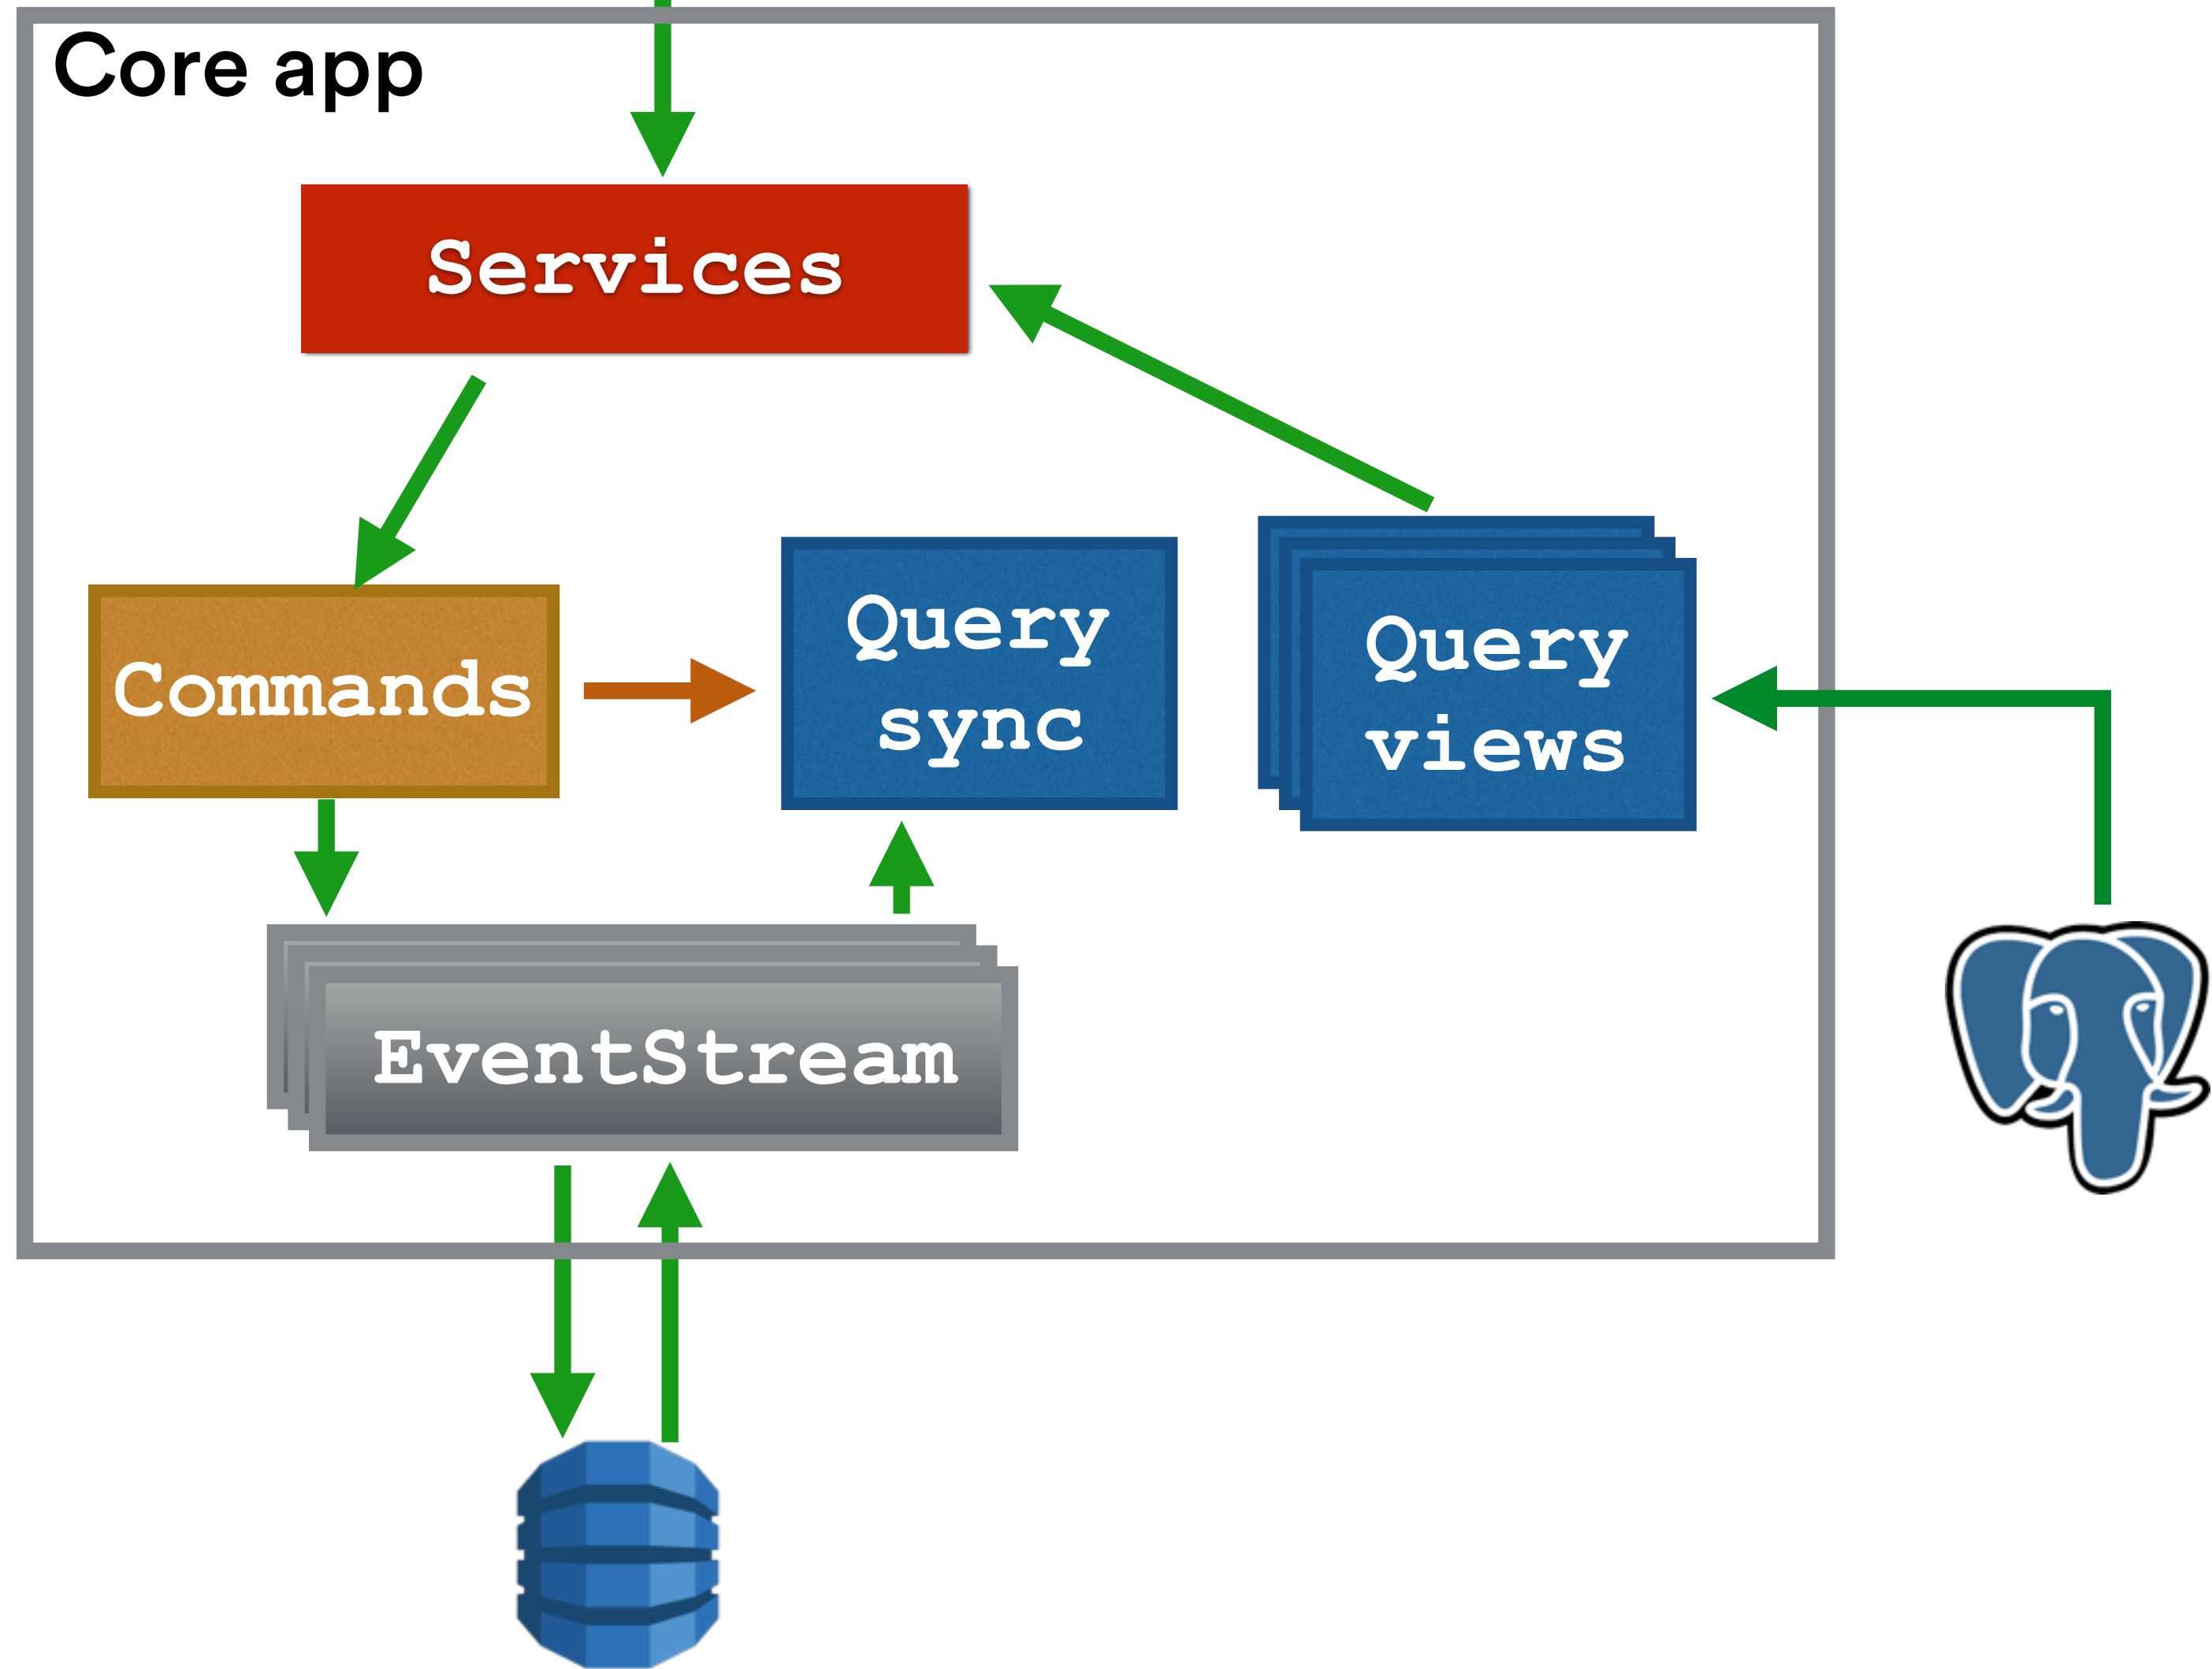 Core app
Services
Commands
Query
sync
Query
views
EventStream